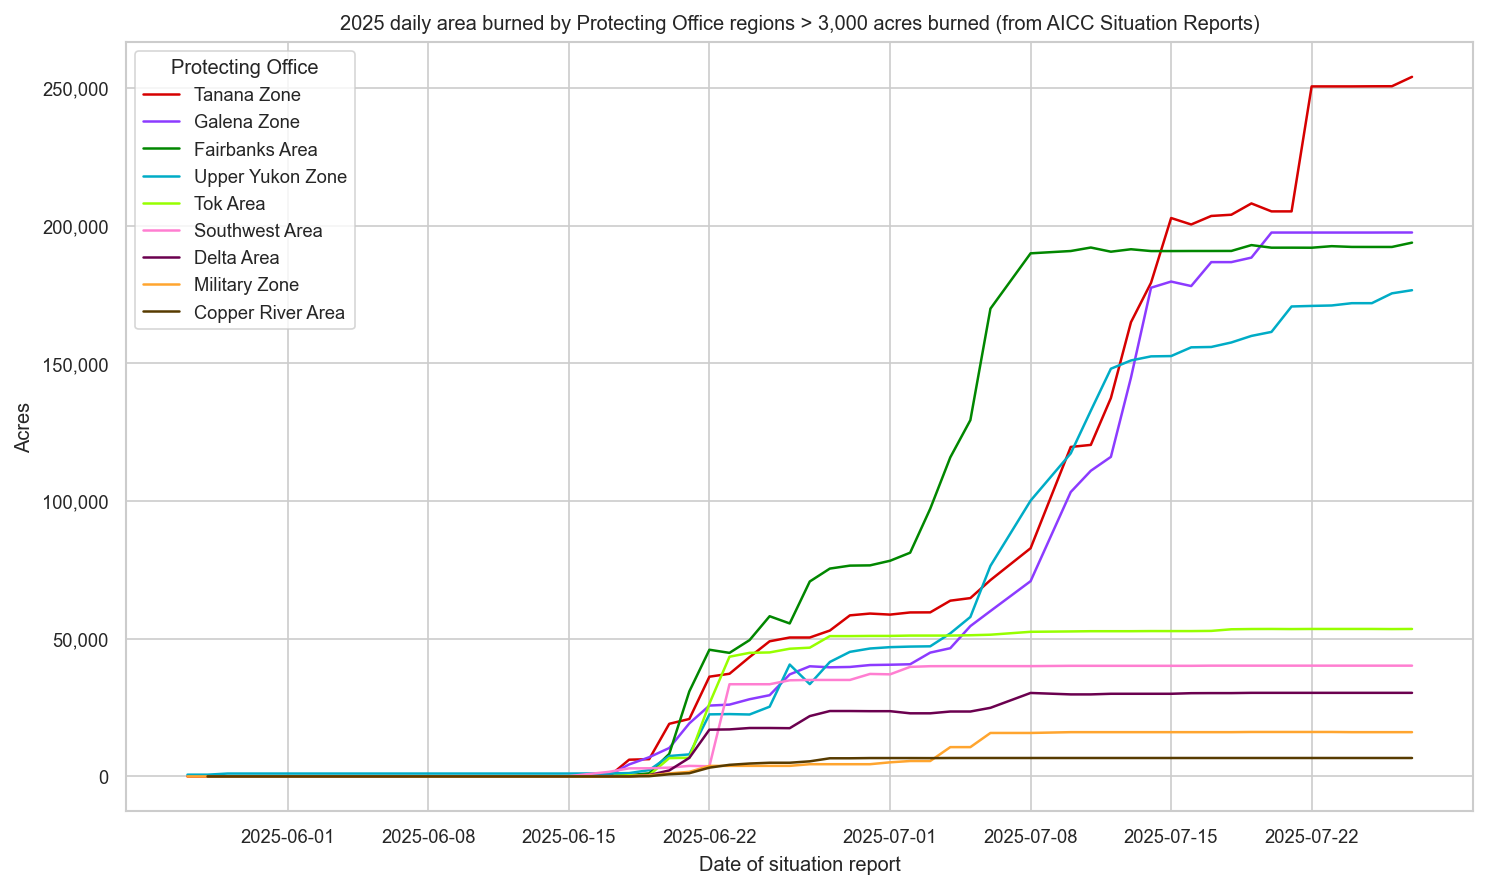 2025 daily area burned by Protecting Office regions > 3,000 acres burned (from AICC Situation Reports)
Protecting Office
Tanana Zone
Galena Zone
Fairbanks Area
Upper Yukon Zone
Tok Area
Southwest Area
Delta Area
Military Zone
Copper River Area
250,000
200,000
150,000
100,000
50,000
0
Acres
2025-06-01 2025-06-08 2025-06-15 2025-06-22 2025-07-01 2025-07-08 2025-07-15 2025-07-22
Date of situation report